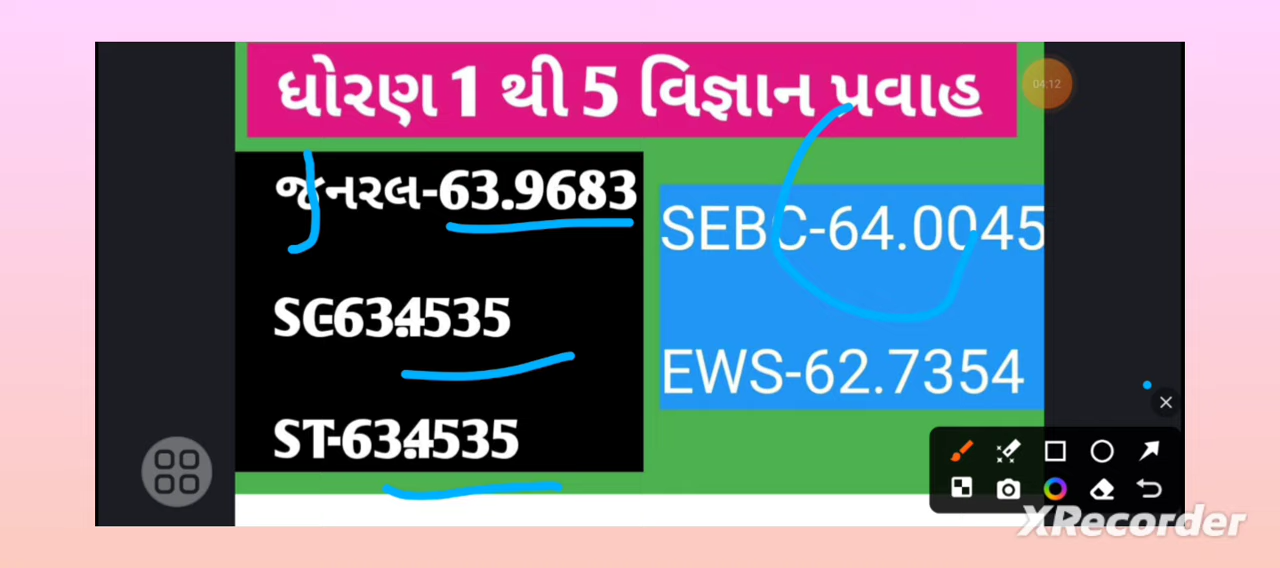 ધોરણ 1 થી 5 વિજ્ઞાન પ્રવાહ
04:12
જનરલ-63.9683
SC-63.4535
ST-63.4535
SEBC-64.0045
EWS-62.7354
XRecorder